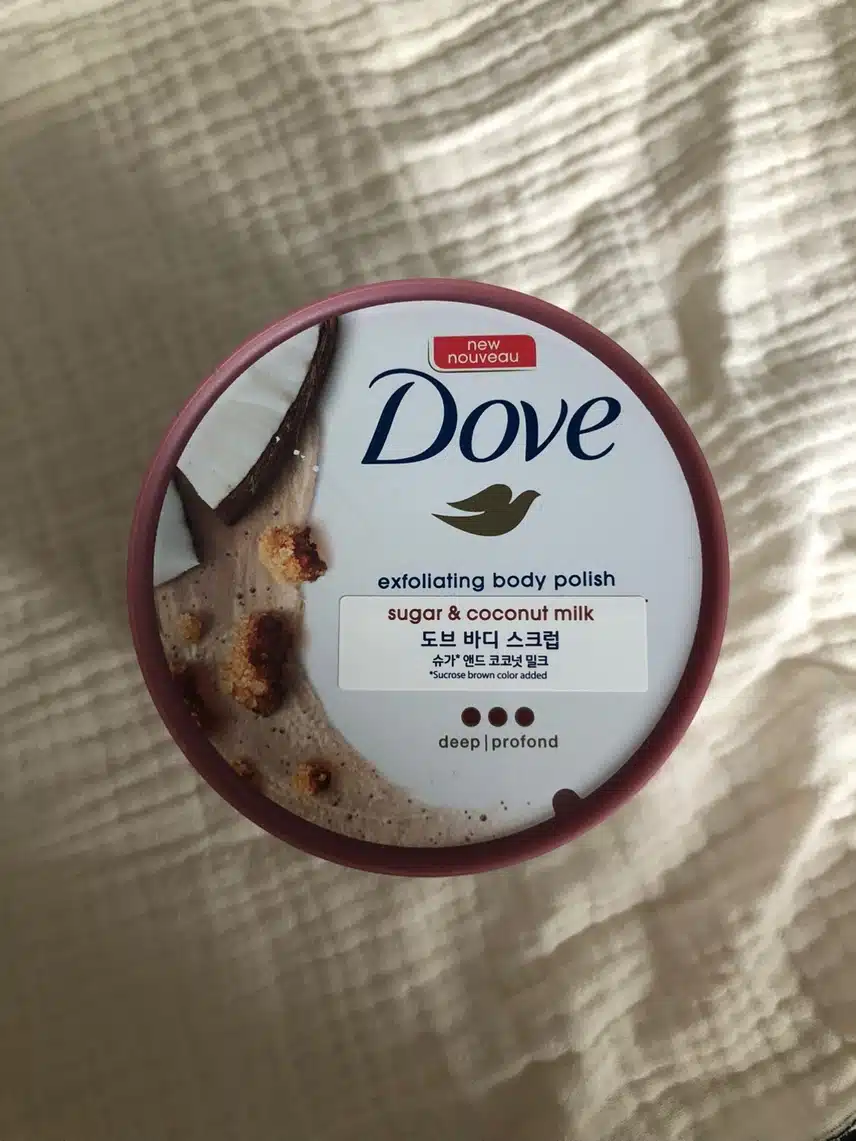 new
nouveau
Dove
exfoliating body polish
sugar & coconut milk
도브 바디 스크럽
슈가* 앤드 코코넛 밀크
*Sucrose brown color added
deep | profond